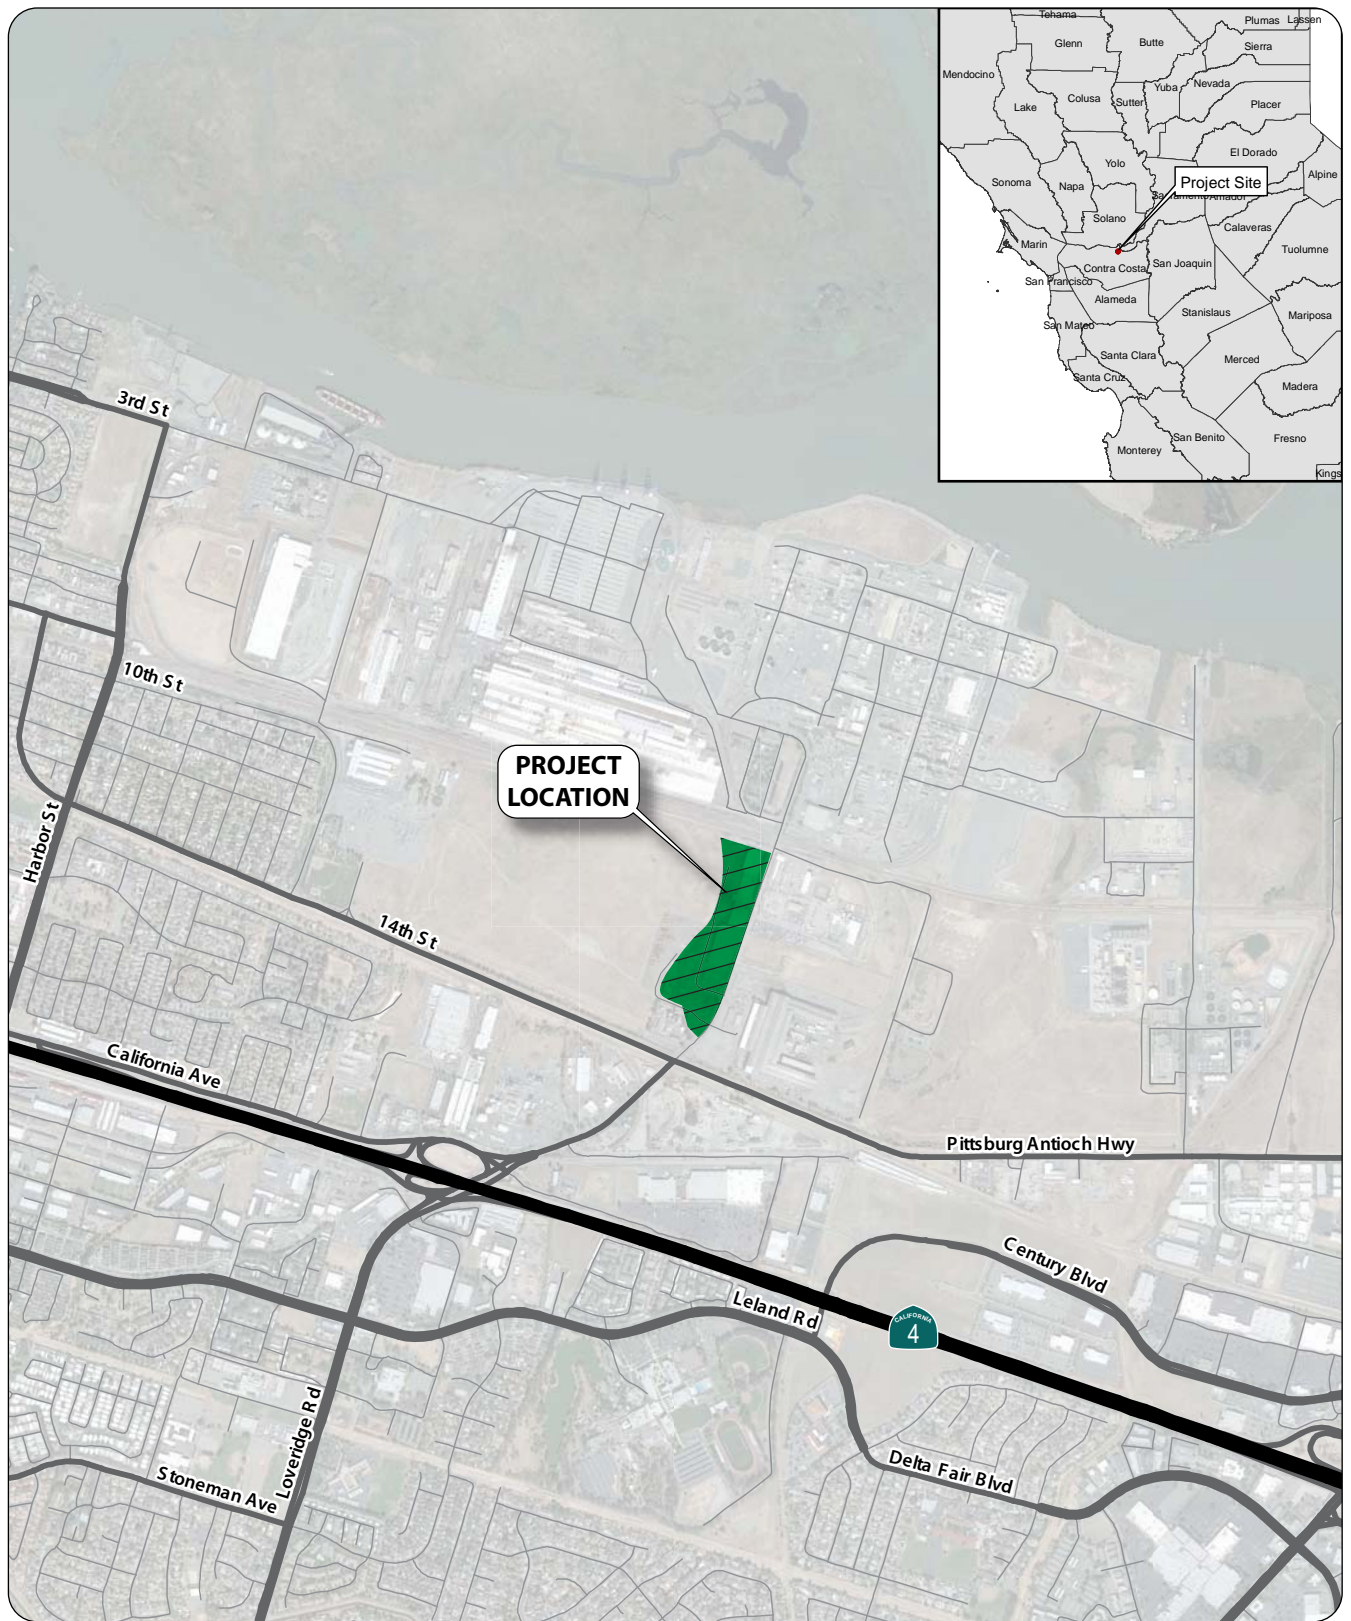 Tehama
Plumas
Lassen
Glenn
Butte
Sierra
Mendocino
Yuba
Nevada
Colusa
Sutter
Lake
Placer
Yolo
El Dorado
Alpine
Sonoma
Napa
Project Site
Solano
Amador
Calaveras
Marin
Tuolumne
Contra Costa
San Joaquin
San Francisco
Alameda
Stanislaus
Mariposa
San Mateo
Santa Clara
Merced
Santa Cruz
Madera
San Benito
Fresno
Monterey
Kings
3rd St
10th St
PROJECT
LOCATION
Harbor St
14th St
California Ave
Pittsburg Antioch Hwy
Century Blvd
Leland Rd
CALIFORNIA
4
Loveridge Rd
Stoneman Ave
Delta Fair Blvd